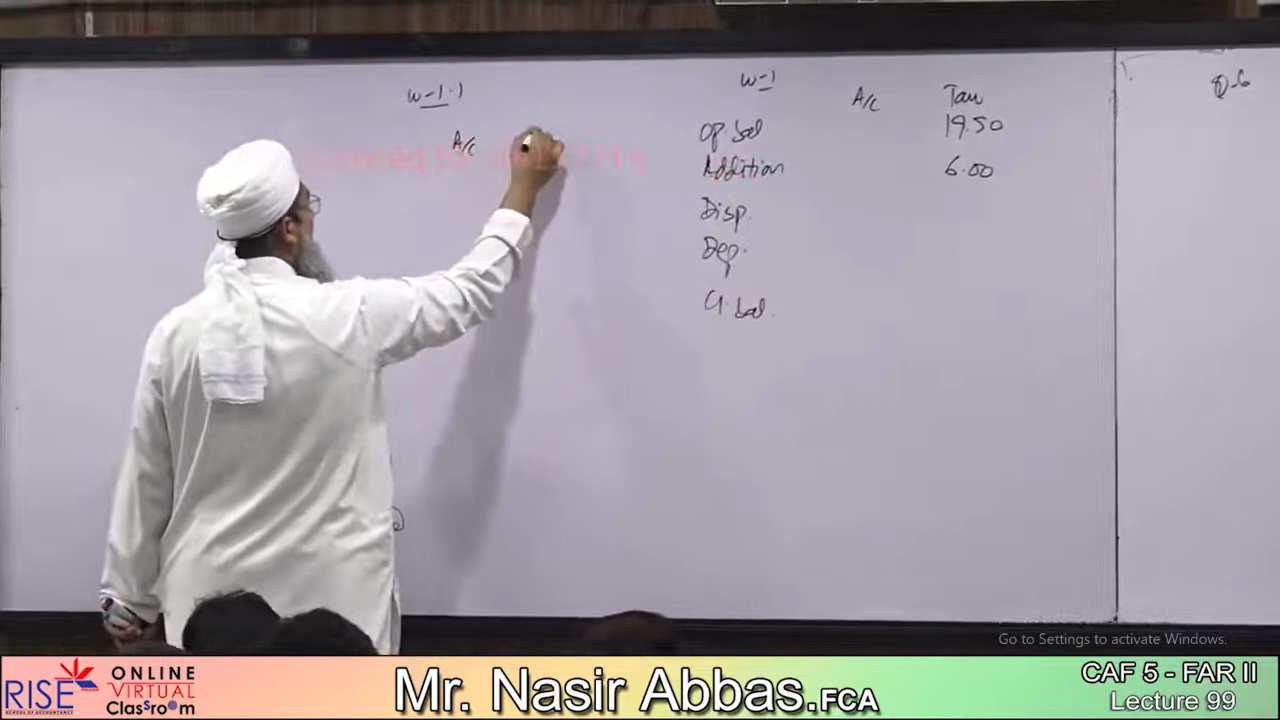 W-1.1
A/C
W-1
A/C Tax
Op. bal 19.50
Addition 6.00
Disp.
Dep.
Cl. bal.
Q.6
Go to Settings to activate Windows.
RISE
ONLINE
VIRTUAL
ClassroOm
Mr. Nasir Abbas.FCA
CAF 5 - FAR II
Lecture 99